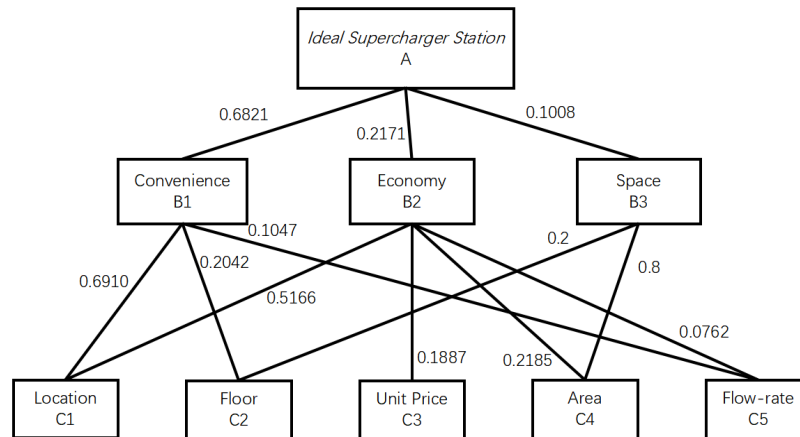 Ideal Supercharger Station
A
0.6821
0.2171
0.1008
Convenience
B1
Economy
B2
Space
B3
0.1047
0.2
0.2042
0.6910
0.8
0.5166
0.0762
0.1887
0.2185
Location
C1
Floor
C2
Unit Price
C3
Area
C4
Flow-rate
C5